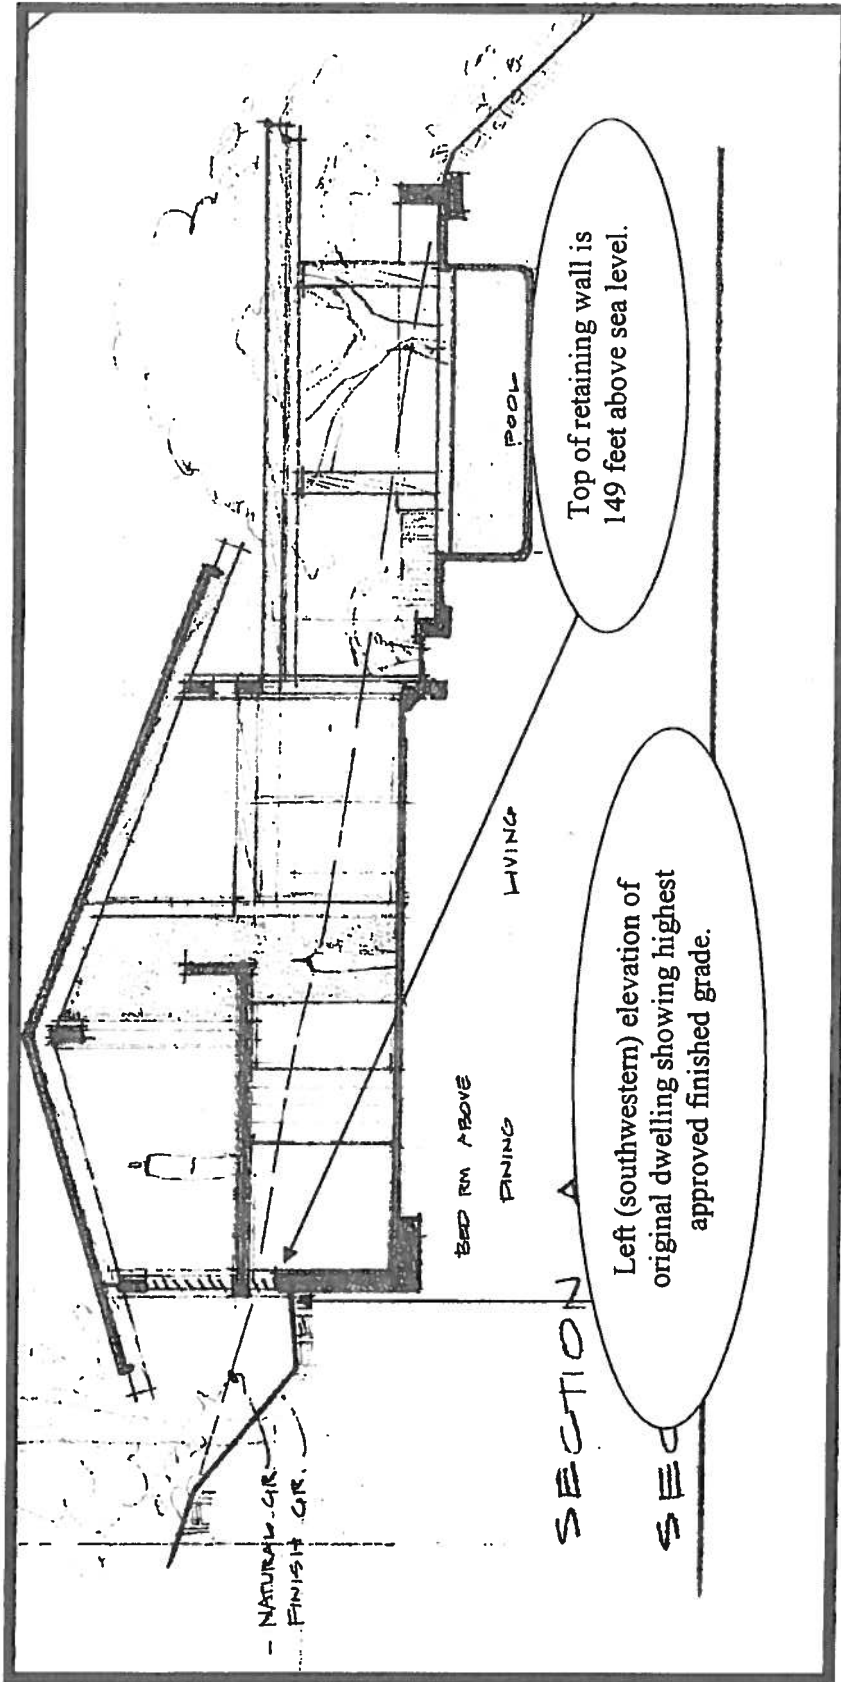 - NATURAL GR.
FINISH GR.
BED RM ABOVE
DINING
LIVING
POOL
SECTION A
SEC
Left (southwestern) elevation of
original dwelling showing highest
approved finished grade.
Top of retaining wall is
149 feet above sea level.